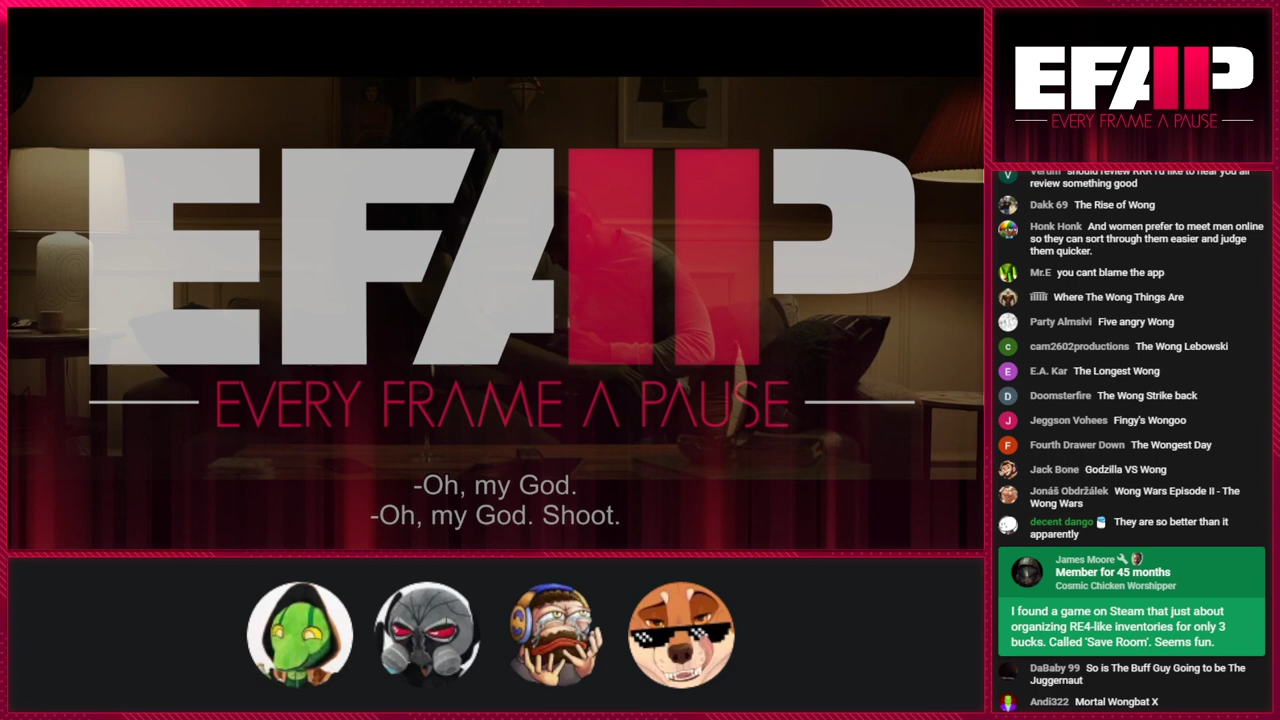 EFAP
EVERY FRAME A PAUSE
-Oh, my God.
-Oh, my God. Shoot.
EFAP
EVERY FRAME A PAUSE
should review RRR I'd like to hear you all
review something good
Dakk 69 The Rise of Wong
Honk Honk And women prefer to meet men online
so they can sort through them easier and judge
them quicker.
Mr.E you cant blame the app
Where The Wong Things Are
Party Almsivi Five angry Wong
cam2602productions The Wong Lebowski
E.A. Kar The Longest Wong
Doomsterfire The Wong Strike back
Jeggson Vohees Fingy's Wongoo
Fourth Drawer Down The Wongest Day
Jack Bone Godzilla VS Wong
Jonáš Obdržálek Wong Wars Episode II - The
Wong Wars
decent dango They are so better than it
apparently
James Moore
Member for 45 months
Cosmic Chicken Worshipper
I found a game on Steam that just about
organizing RE4-like inventories for only 3
bucks. Called 'Save Room'. Seems fun.
DaBaby 99 So is The Buff Guy Going to be The
Juggernaut
Andi322 Mortal Wongbat X